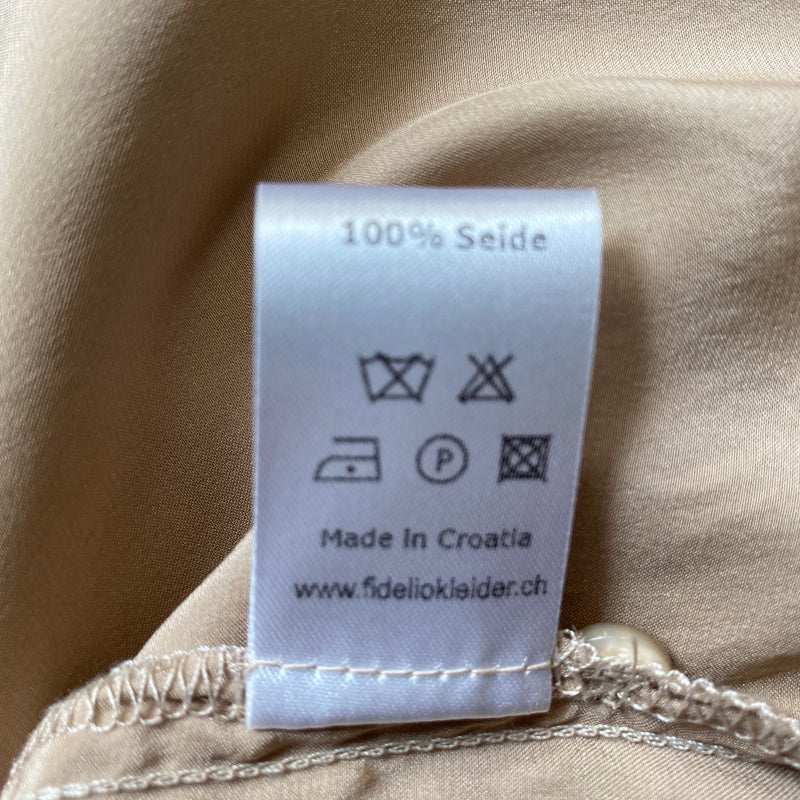 100% Seide
P
Made in Croatia
www.fideliokleider.ch